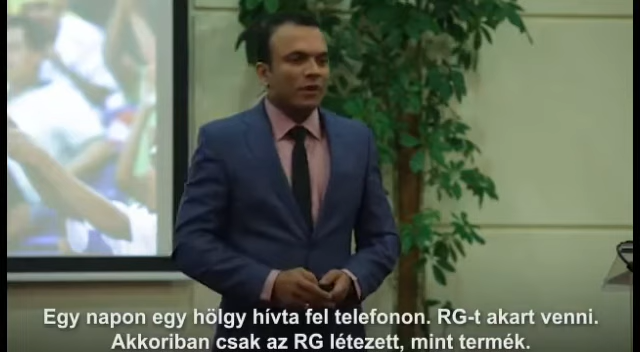 Egy napon egy hölgy hívta fel telefonon. RG-t akart venni.
Akkoriban csak az RG létezett, mint termék.